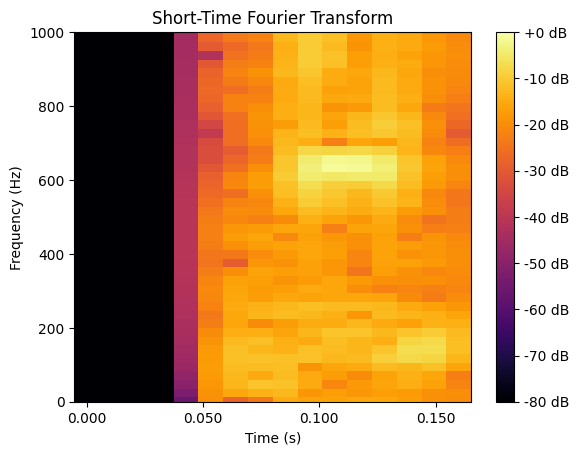 Short-Time Fourier Transform
1000
800
600
400
200
0
Frequency (Hz)
0.000
0.050
0.100
0.150
Time (s)
+0 dB
-10 dB
-20 dB
-30 dB
-40 dB
-50 dB
-60 dB
-70 dB
-80 dB